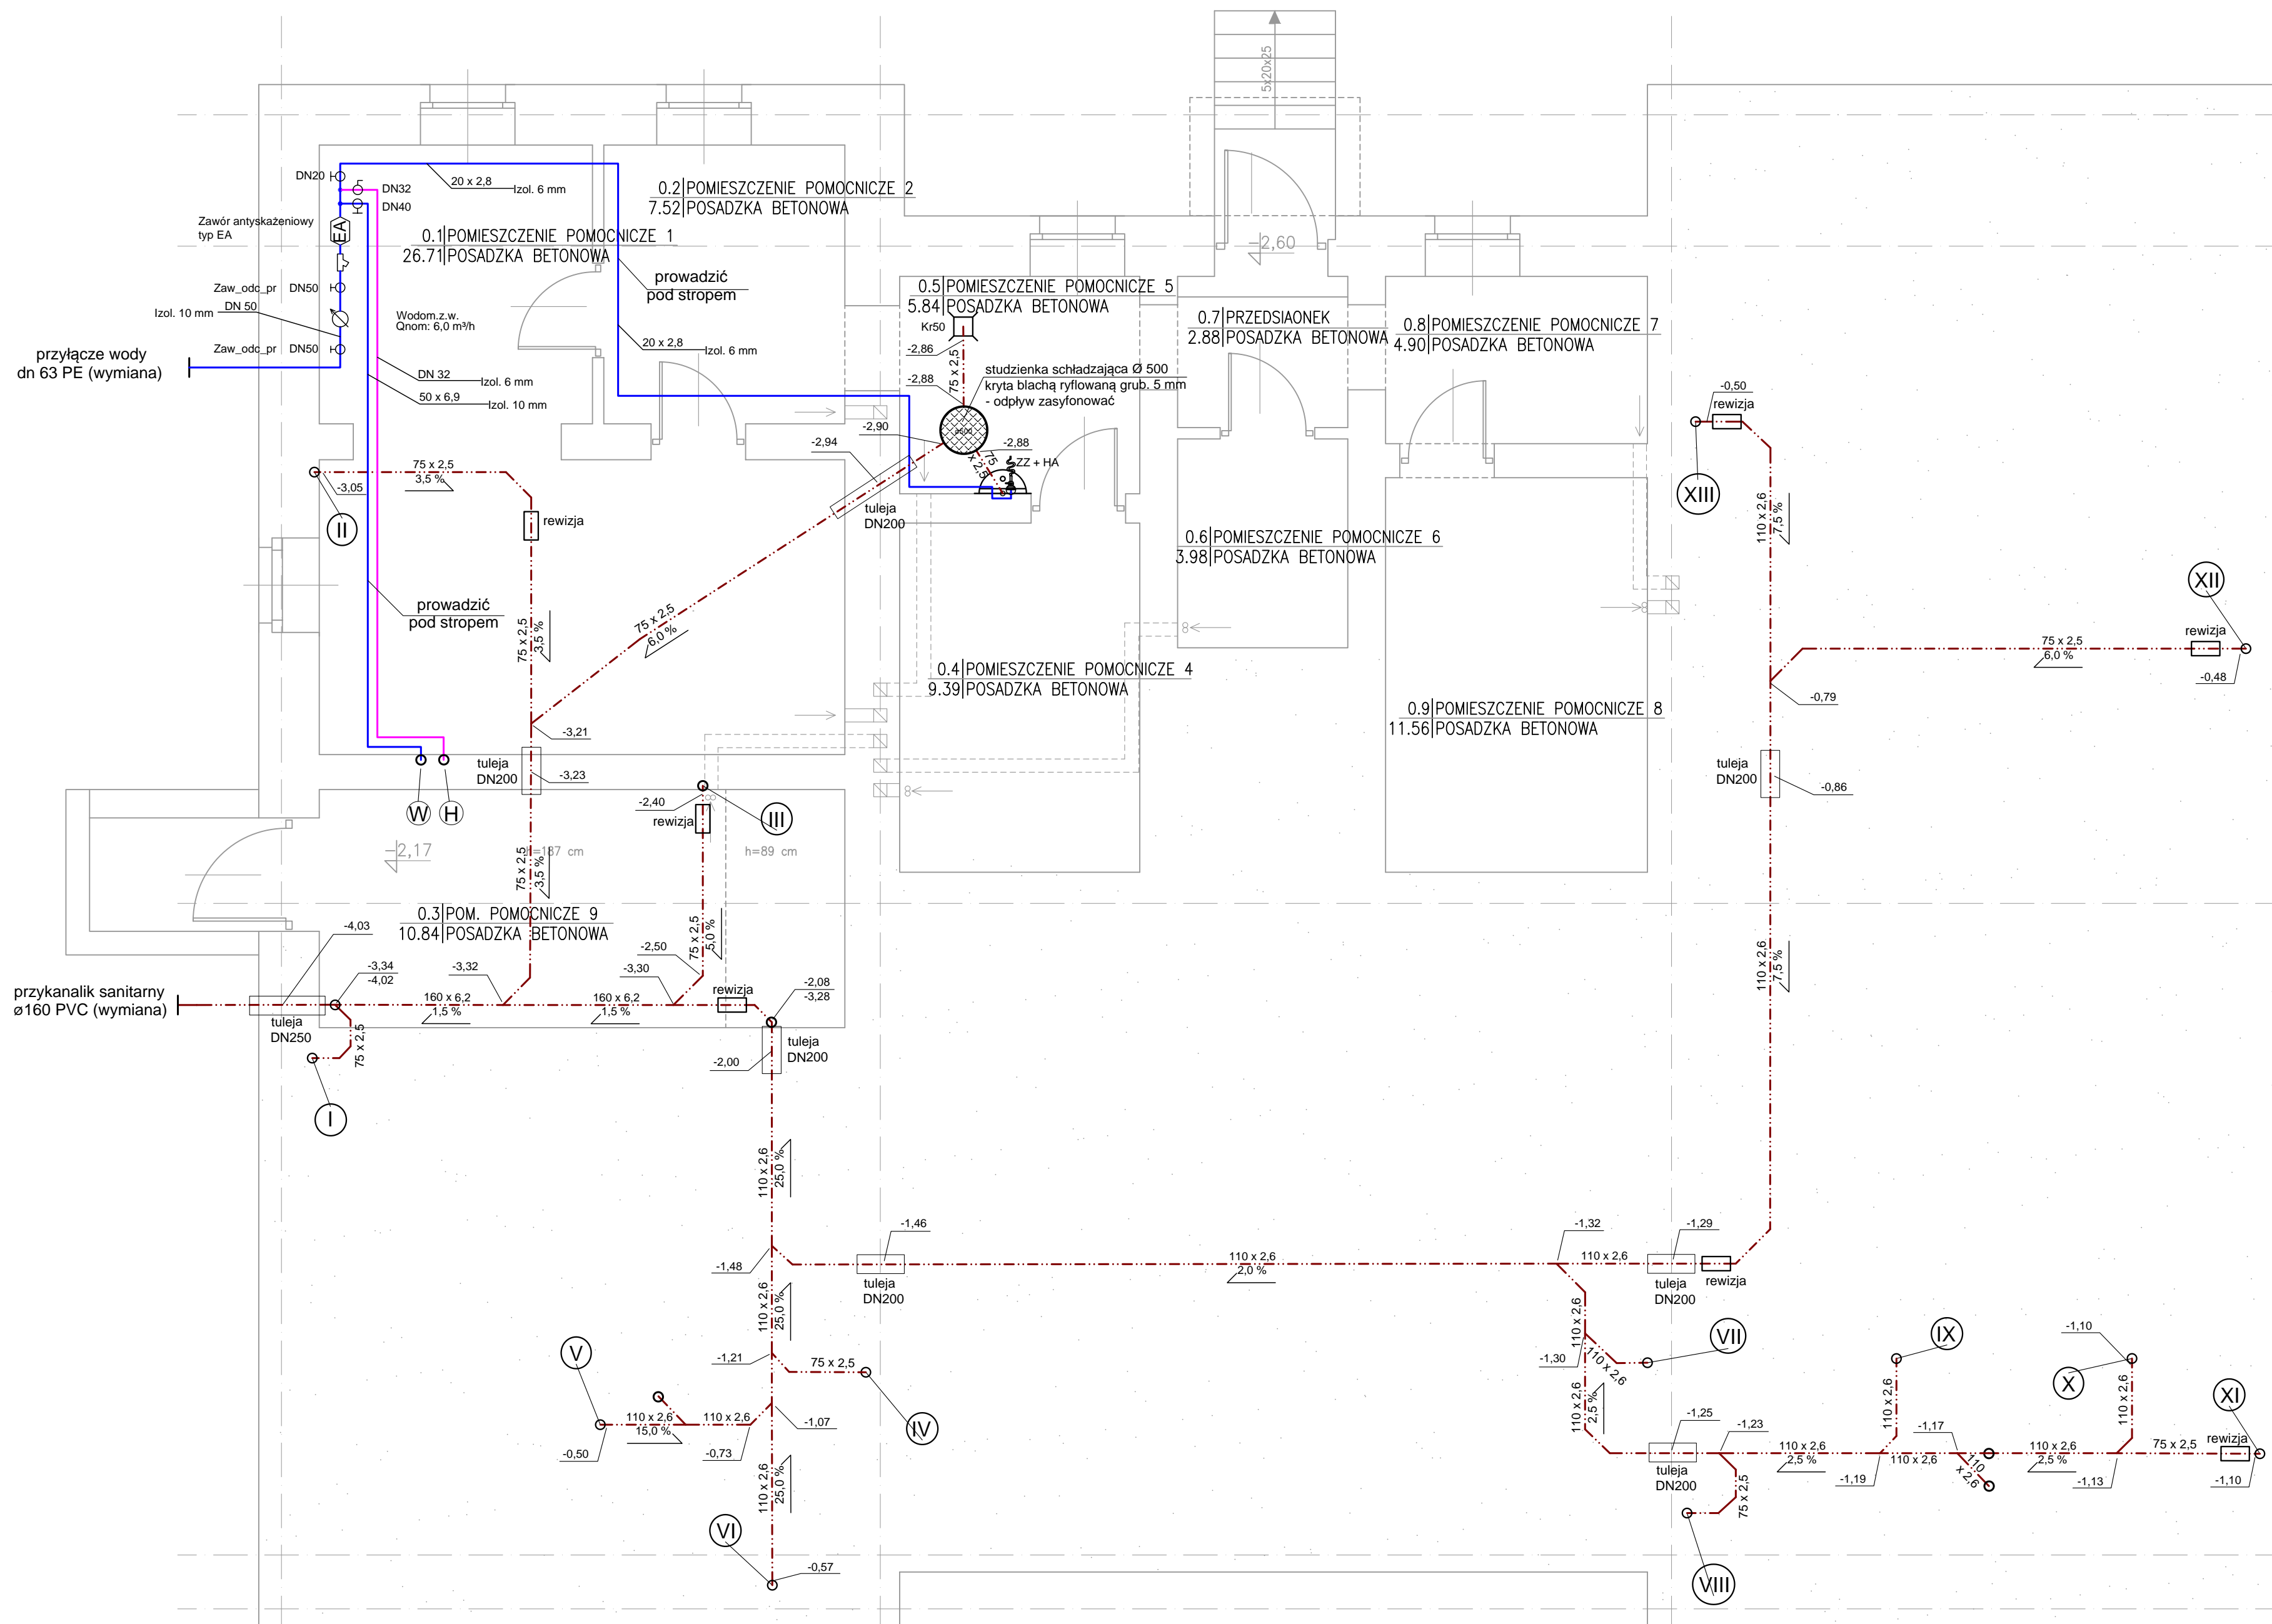 5x20x25
DN20
DN32
DN40
20 x 2,8
Izol. 6 mm
0.2 POMIESZCZENIE POMOCNICZE 2
7.52 POSADZKA BETONOWA
Zawór antyskażeniowy
typ EA
EA
0.1 POMIESZCZENIE POMOCNICZE 1
26.71 POSADZKA BETONOWA
prowadzić
pod stropem
Zaw_odc_pr DN50
Izol. 10 mm DN 50
Wodom.z.w.
Qnom: 6,0 m³/h
Zaw_odc_pr DN50
20 x 2,8
Izol. 6 mm
przyłącze wody
dn 63 PE (wymiana)
DN 32
Izol. 6 mm
50 x 6,9
Izol. 10 mm
-2,60
0.5 POMIESZCZENIE POMOCNICZE 5
5.84 POSADZKA BETONOWA
Kr50
-2,86
75 x 2,5
-2,88
studzienka schładzająca Ø 500
kryta blachą ryflowaną grub. 5 mm
- odpływ zasyfonować
0.7 PRZEDSIAONEK
2.88 POSADZKA BETONOWA
0.8 POMIESZCZENIE POMOCNICZE 7
4.90 POSADZKA BETONOWA
-2,90
ø500
-2,88
-2,94
75
x 2,5
ZZ + HA
tuleja
DN200
-0,50
rewizja
XIII
110 x 2,6
7,5 %
75 x 2,5
3,5 %
-3,05
II
rewizja
prowadzić
pod stropem
75 x 2,5
3,5 %
75 x 2,5
6,0 %
0.6 POMIESZCZENIE POMOCNICZE 6
3.98 POSADZKA BETONOWA
0.4 POMIESZCZENIE POMOCNICZE 4
9.39 POSADZKA BETONOWA
0.9 POMIESZCZENIE POMOCNICZE 8
11.56 POSADZKA BETONOWA
XII
rewizja
75 x 2,5
6,0 %
-0,48
-0,79
-3,21
tuleja
DN200
-3,23
W
H
-2,40
rewizja
III
tuleja
DN200
-0,86
-2,17
h=187 cm
h=89 cm
75 x 2,5
3,5 %
0.3 POM. POMOCNICZE 9
10.84 POSADZKA BETONOWA
75 x 2,5
5,0 %
110 x 2,6
7,5 %
-4,03
-3,34
-4,02
-3,32
-2,50
-3,30
przykanalik sanitarny
ø160 PVC (wymiana)
160 x 6,2
1,5 %
160 x 6,2
1,5 %
rewizja
-2,08
-3,28
tuleja
DN250
75 x 2,5
I
tuleja
DN200
-2,00
110 x 2,6
25,0 %
-1,48
-1,46
tuleja
DN200
110 x 2,6
2,0 %
-1,32
110 x 2,6
-1,29
tuleja
DN200
rewizja
110 x 2,6
25,0 %
-1,21
75 x 2,5
IV
V
110 x 2,6
15,0 %
110 x 2,6
-0,50
-0,73
-1,07
110 x 2,6
25,0 %
VI
-0,57
110 x 2,6
-1,30
110 x 2,6
VII
110 x 2,6
2,5 %
-1,25
tuleja
DN200
-1,23
75 x 2,5
VIII
110 x 2,6
2,5 %
IX
110 x 2,6
-1,19
110 x 2,6
-1,17
110
x 2,6
110 x 2,6
2,5 %
-1,10
X
110 x 2,6
-1,13
75 x 2,5
XI
rewizja
-1,10